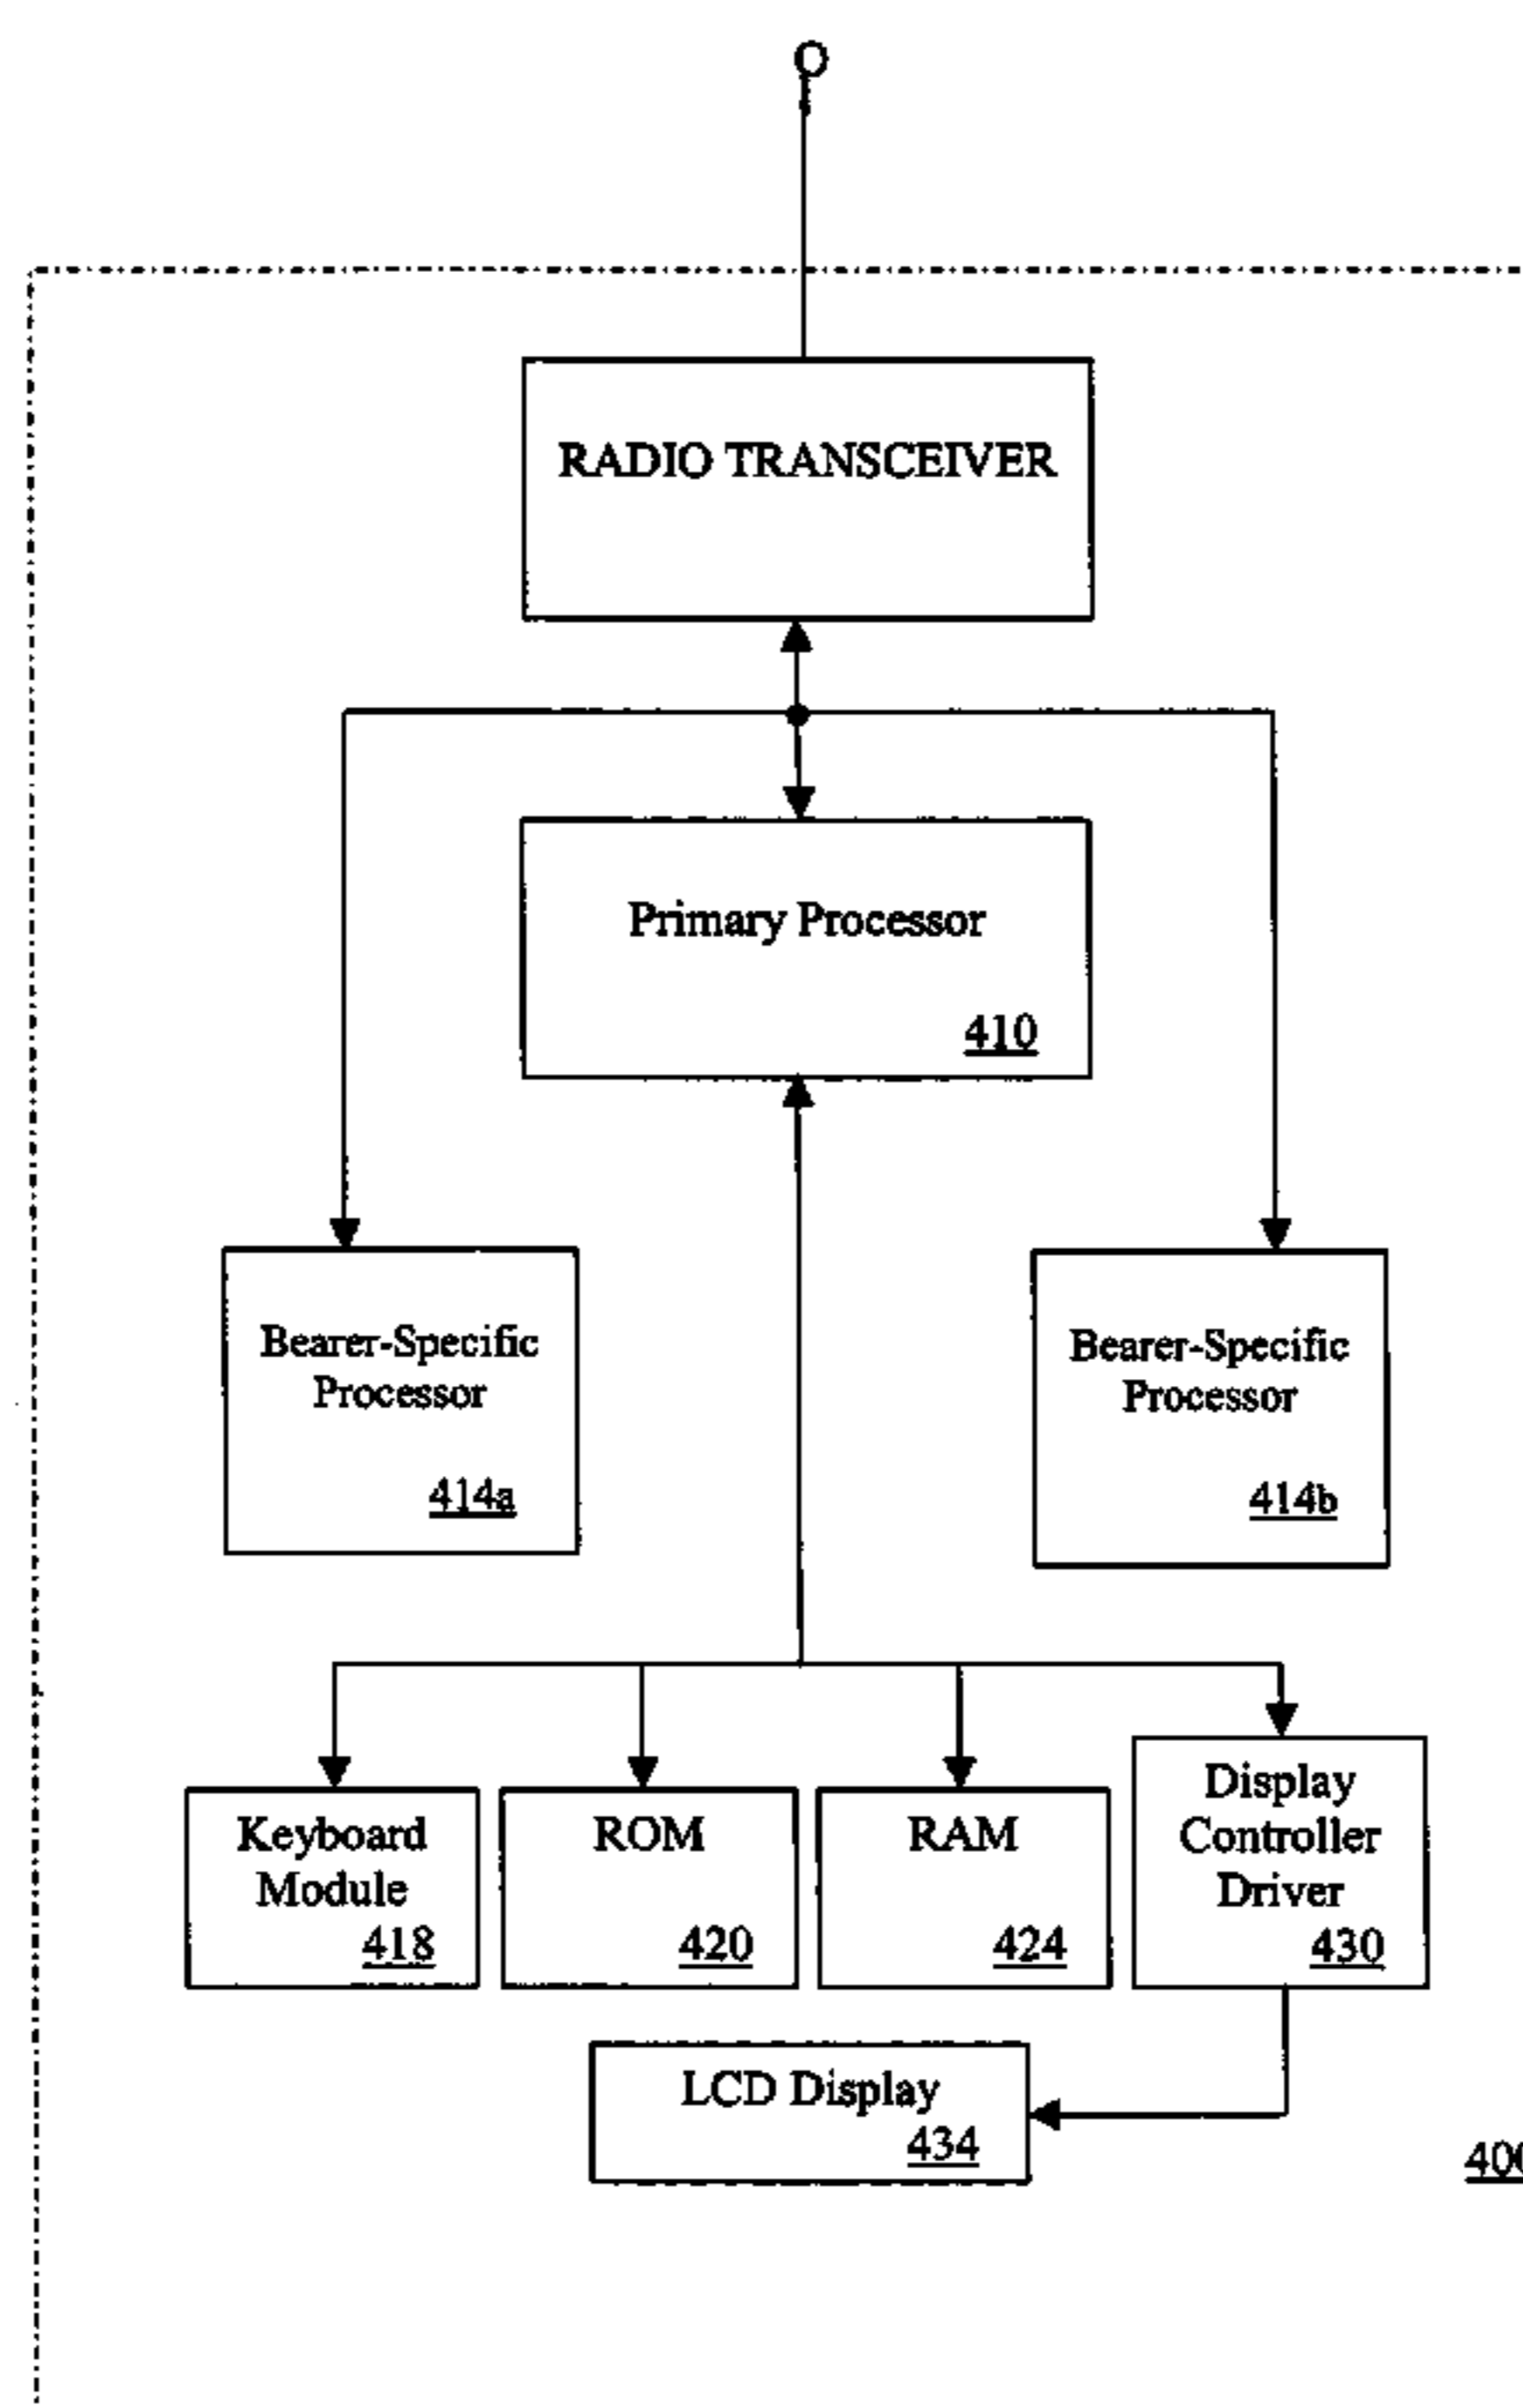 RADIO TRANSCEIVER
Primary Processor
410
Bearer-Specific
Processor
414a
Bearer-Specific
Processor
414b
Keyboard
Module
418
ROM
420
RAM
424
Display
Controller
Driver
430
LCD Display
434
400